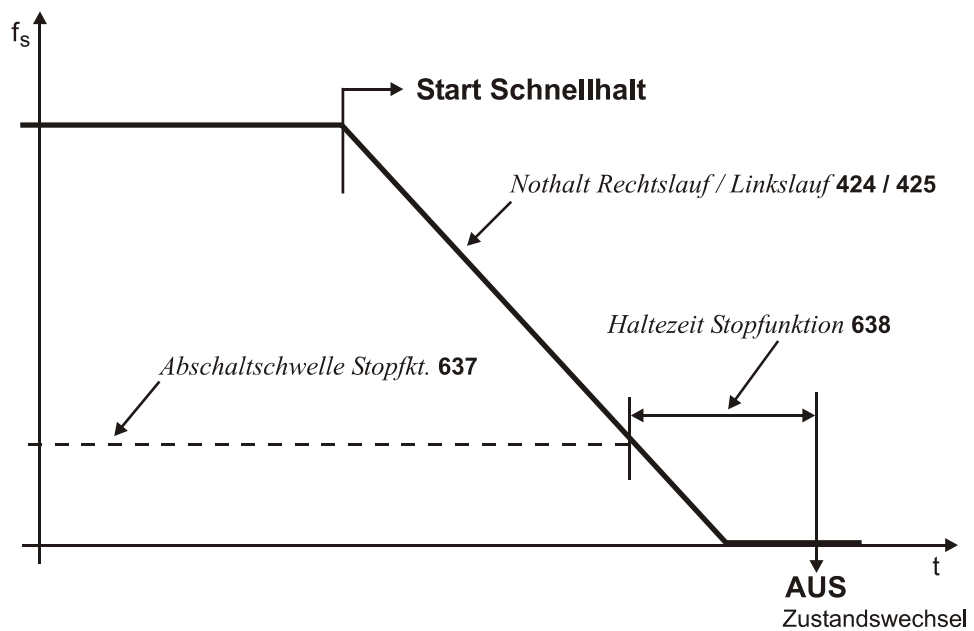 fs
Start Schnellhalt
Nothalt Rechtslauf / Linkslauf 424 / 425
Haltezeit Stopfunktion 638
Abschaltschwelle Stopfkt. 637
t
AUS
Zustandswechsel